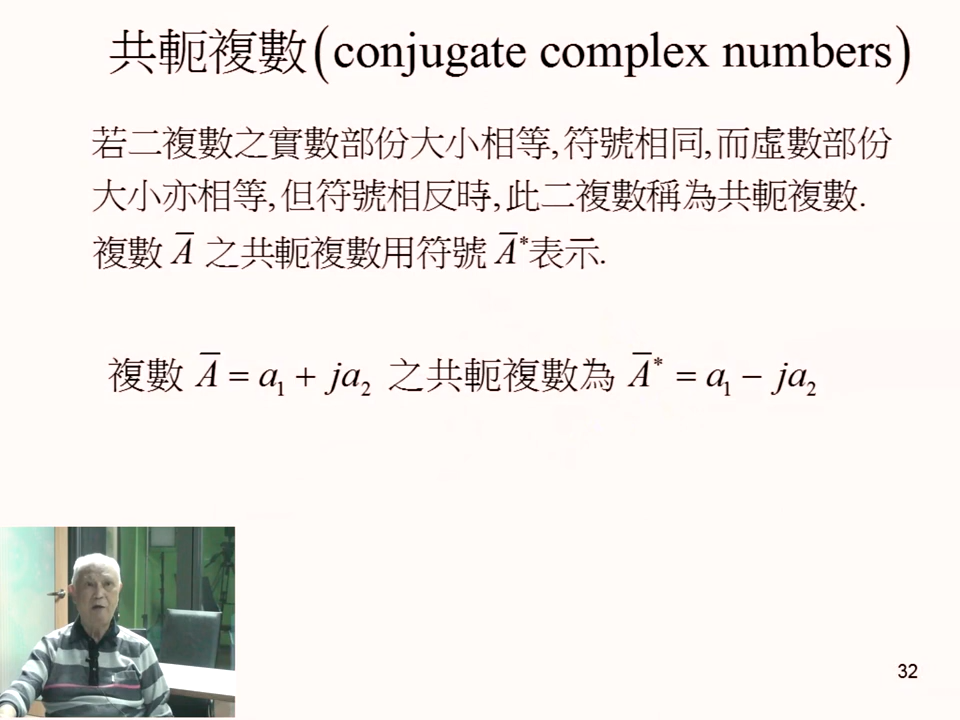 共軛複數(conjugate complex numbers)
若二複數之實數部份大小相等,符號相同,而虛數部份
大小亦相等,但符號相反時,此二複數稱為共軛複數.
複數 A̅ 之共軛複數用符號 A̅*表示.
複數 A̅ = a₁ + ja₂ 之共軛複數為 A̅* = a₁ − ja₂
32